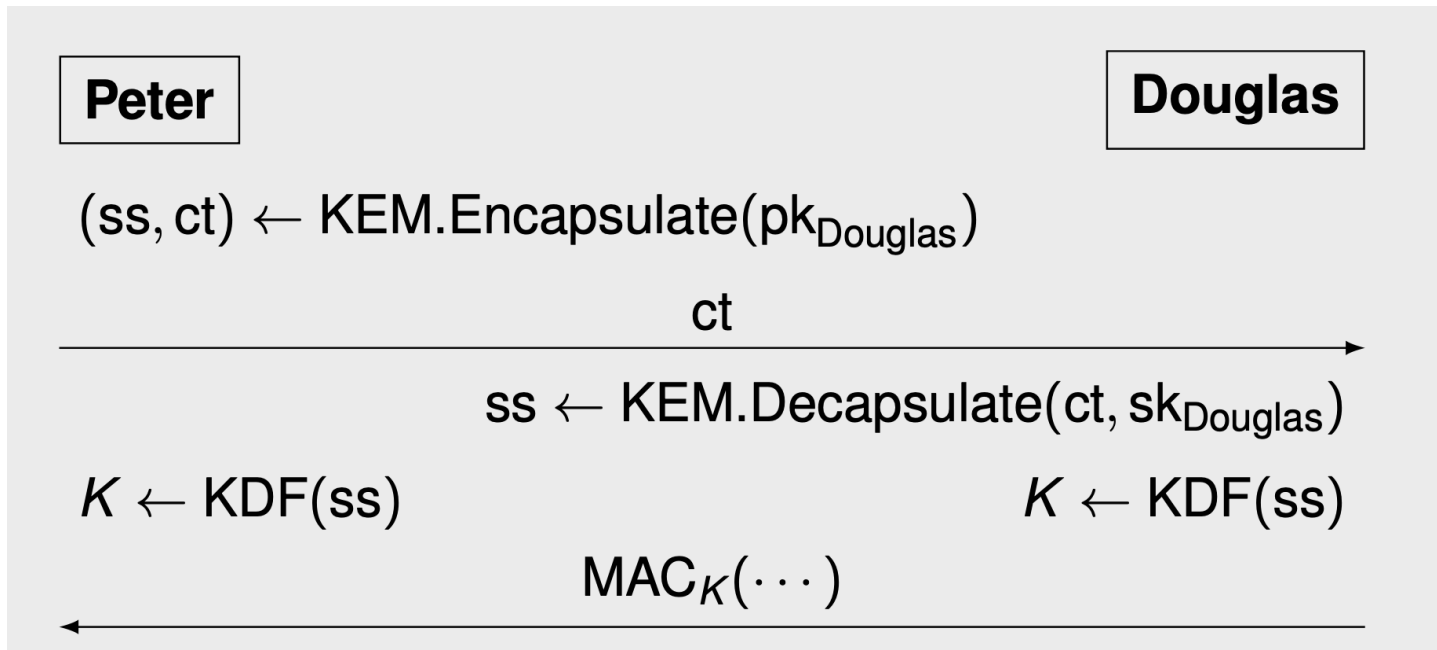 Peter
Douglas
(ss, ct) ← KEM.Encapsulate(pk_Douglas)
ct
ss ← KEM.Decapsulate(ct, sk_Douglas)
K ← KDF(ss)
K ← KDF(ss)
MAC_K(···)